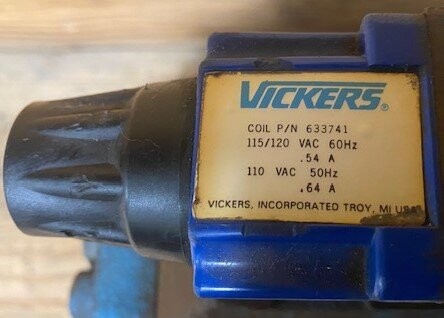 VICKERS®
COIL P/N 633741
115/120 VAC 60Hz
.54 A
110 VAC 50Hz
.64 A
VICKERS, INCORPORATED TROY, MI USA